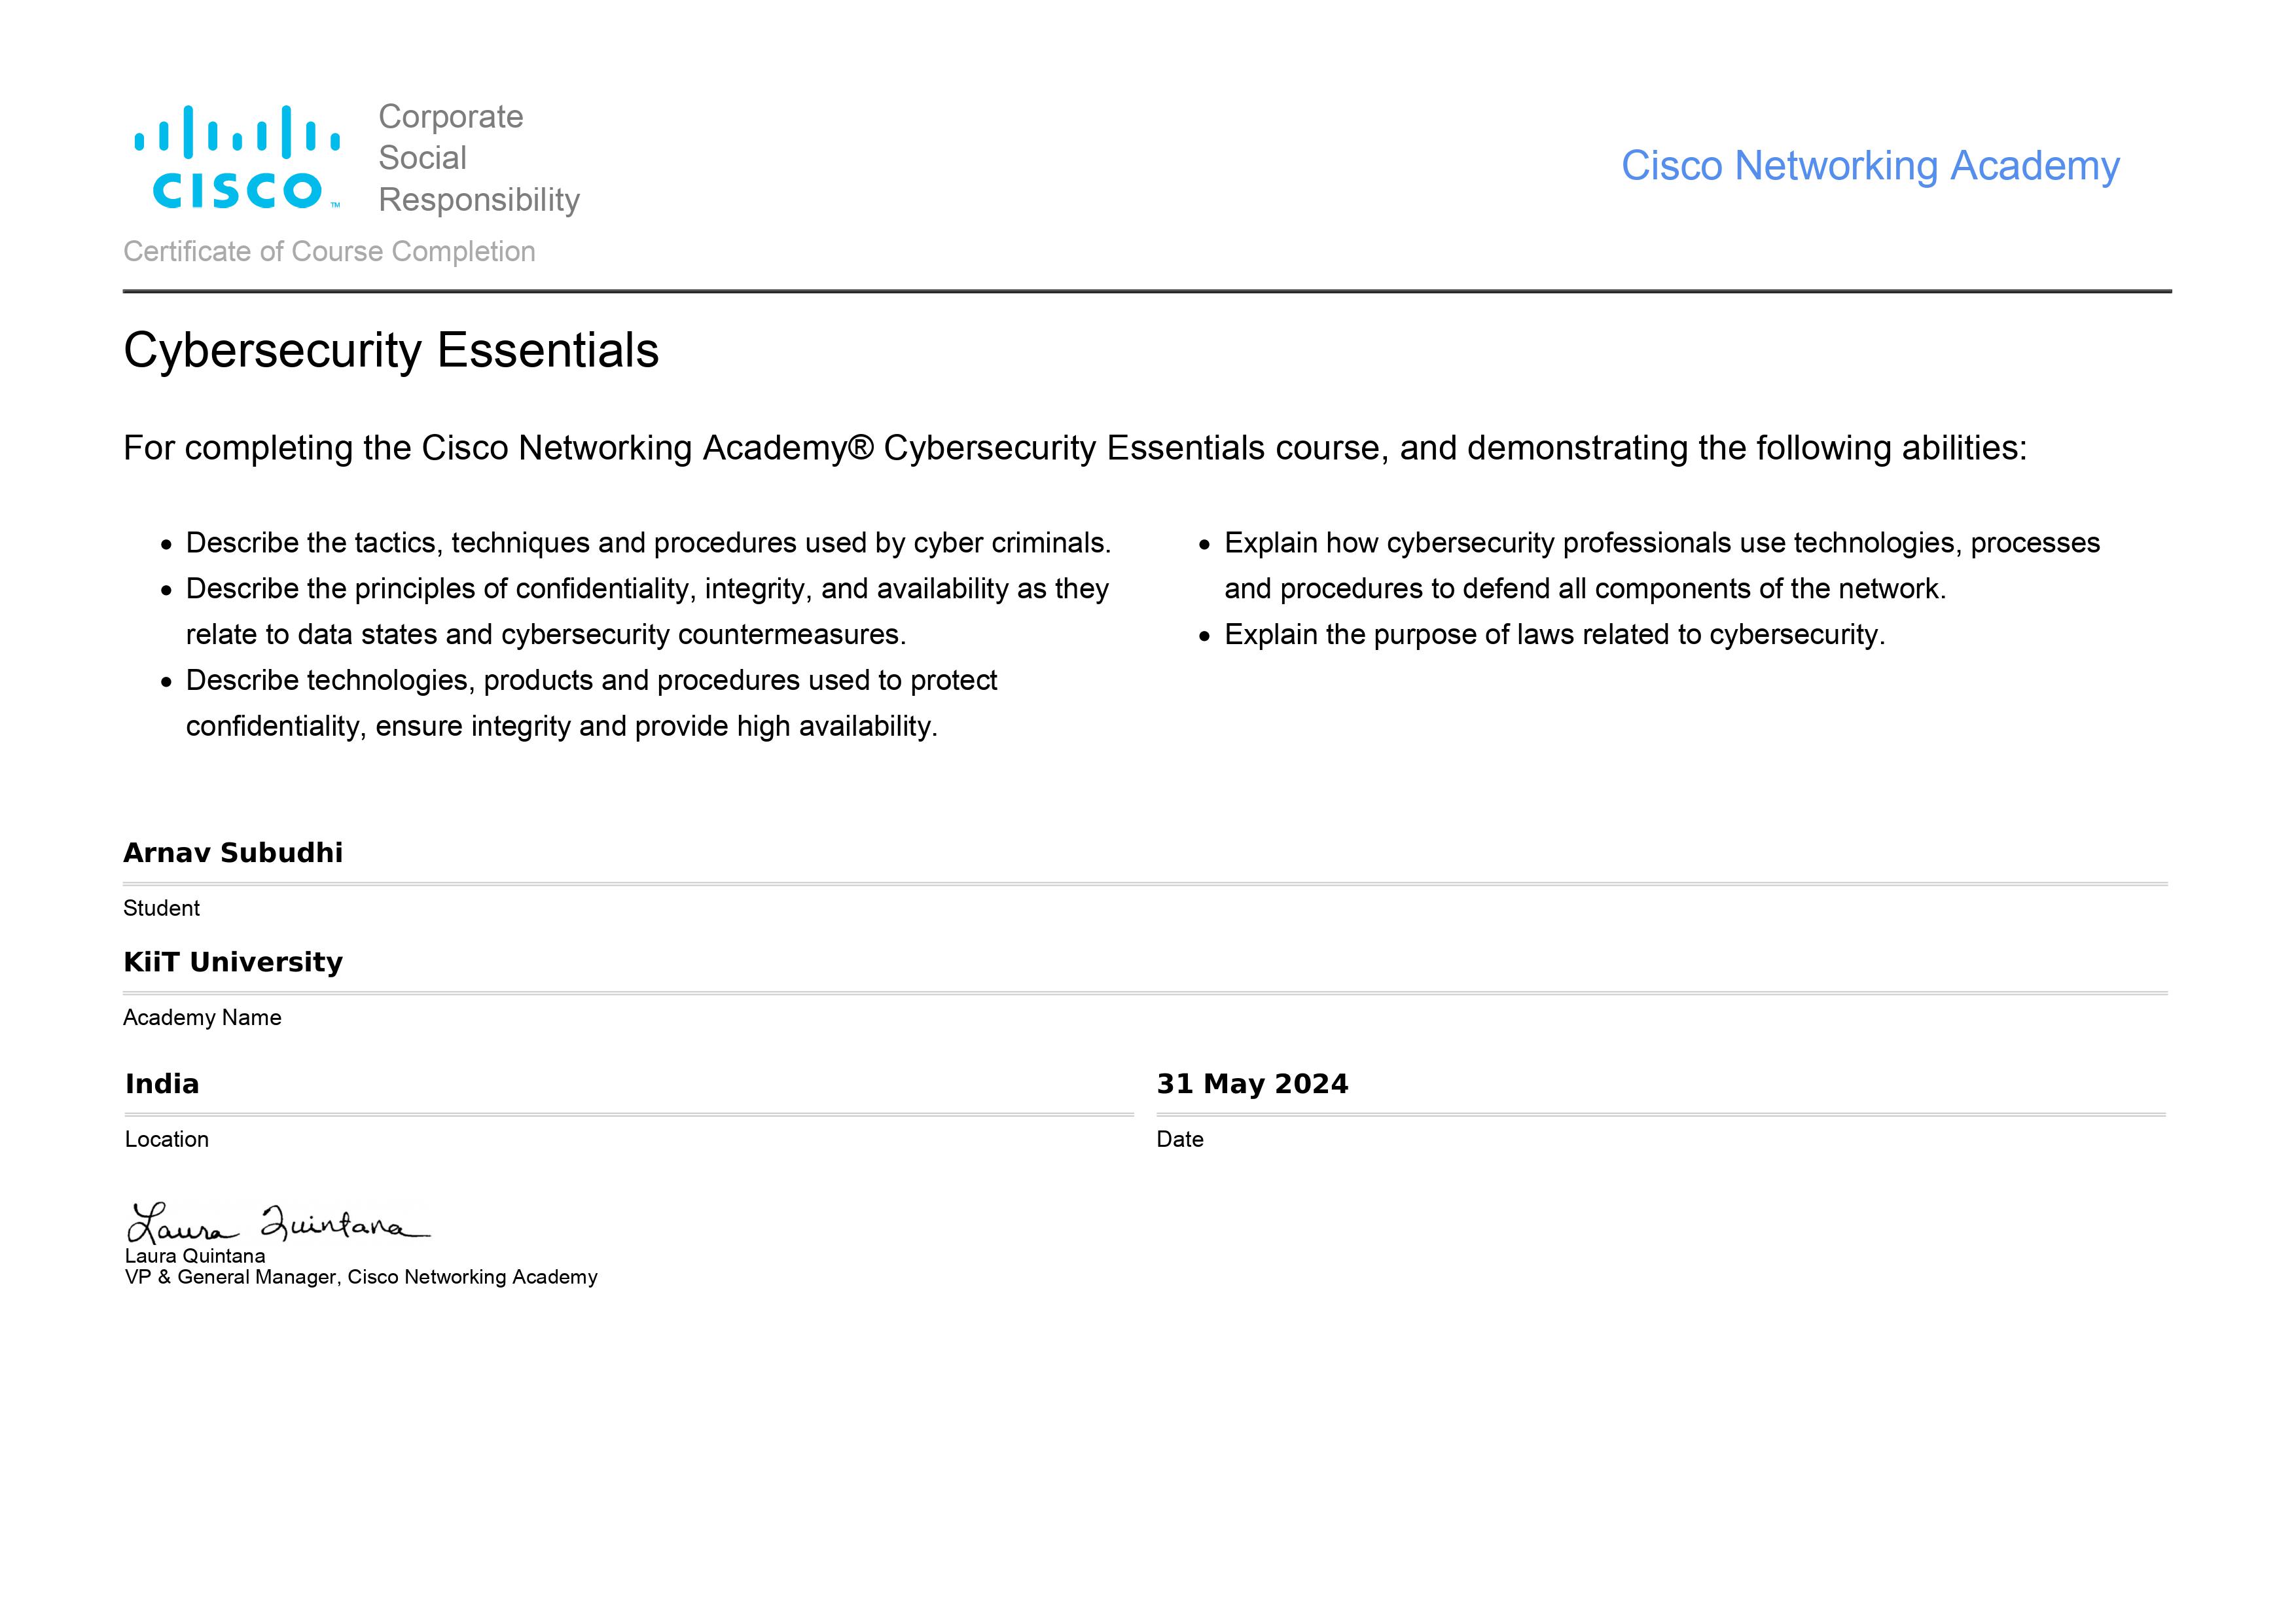 Corporate
Social
Responsibility
CISCO™
Cisco Networking Academy
Certificate of Course Completion
Cybersecurity Essentials
For completing the Cisco Networking Academy® Cybersecurity Essentials course, and demonstrating the following abilities:
• Describe the tactics, techniques and procedures used by cyber criminals.
• Describe the principles of confidentiality, integrity, and availability as they
relate to data states and cybersecurity countermeasures.
• Describe technologies, products and procedures used to protect
confidentiality, ensure integrity and provide high availability.
• Explain how cybersecurity professionals use technologies, processes
and procedures to defend all components of the network.
• Explain the purpose of laws related to cybersecurity.
Arnav Subudhi
Student
KiiT University
Academy Name
India
Location
31 May 2024
Date
Laura Quintana
Laura Quintana
VP & General Manager, Cisco Networking Academy